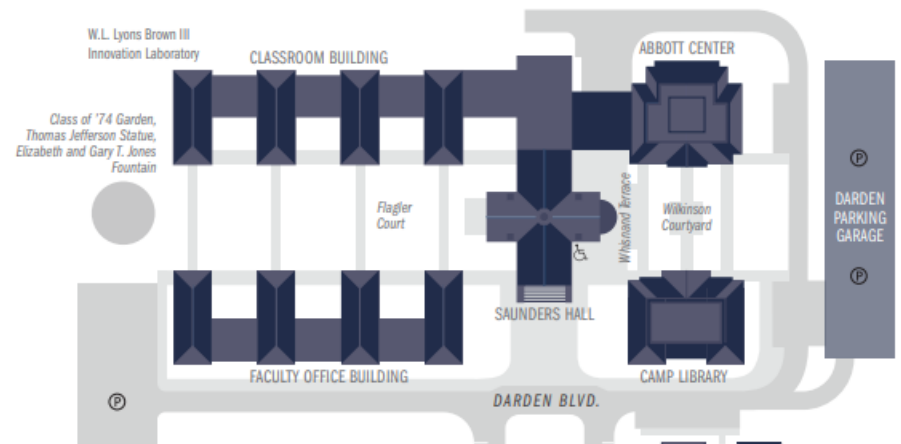 W.L. Lyons Brown III
Innovation Laboratory
CLASSROOM BUILDING
ABBOTT CENTER
Class of '74 Garden,
Thomas Jefferson Statue,
Elizabeth and Gary T. Jones
Fountain
Flagler
Court
Whisnand Terrace
Wilkinson
Courtyard
P
DARDEN
PARKING
GARAGE
P
SAUNDERS HALL
FACULTY OFFICE BUILDING
CAMP LIBRARY
P
DARDEN BLVD.